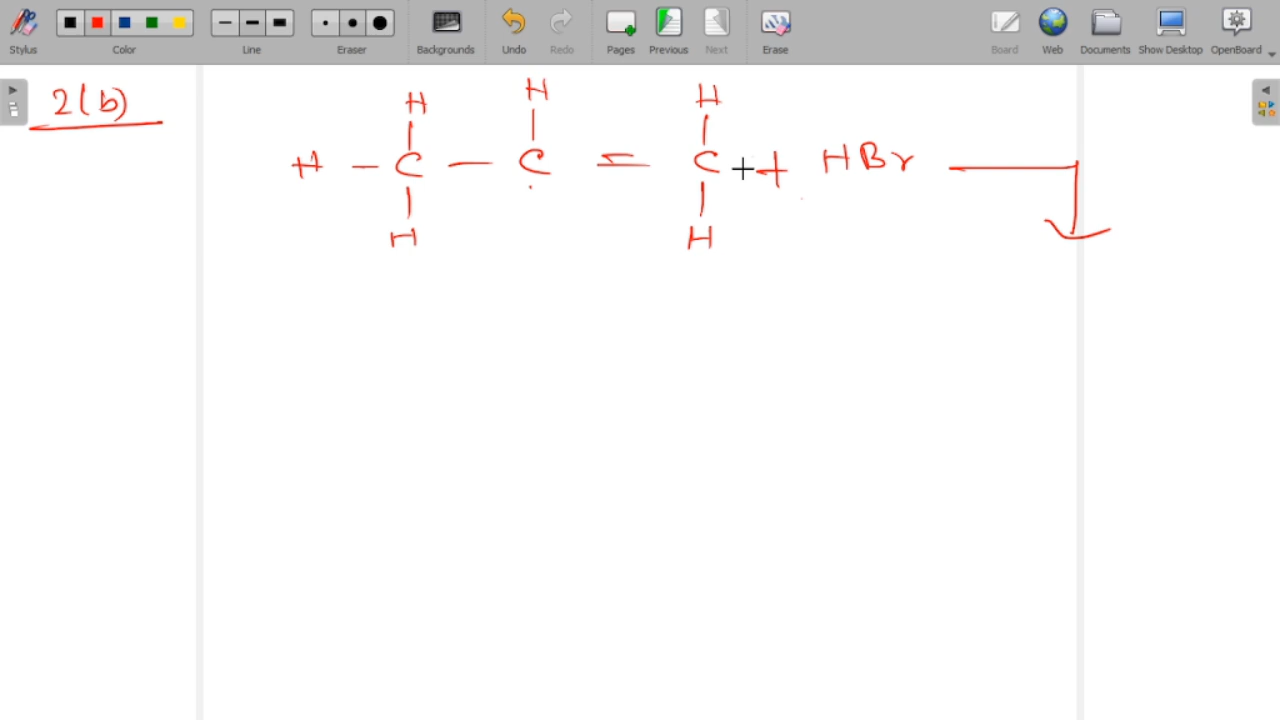 Stylus Color Line Eraser Backgrounds Undo Redo Pages Previous Next Erase Board Web Documents Show Desktop OpenBoard
2(b)
H H H
H - C - C = C + HBr
H H